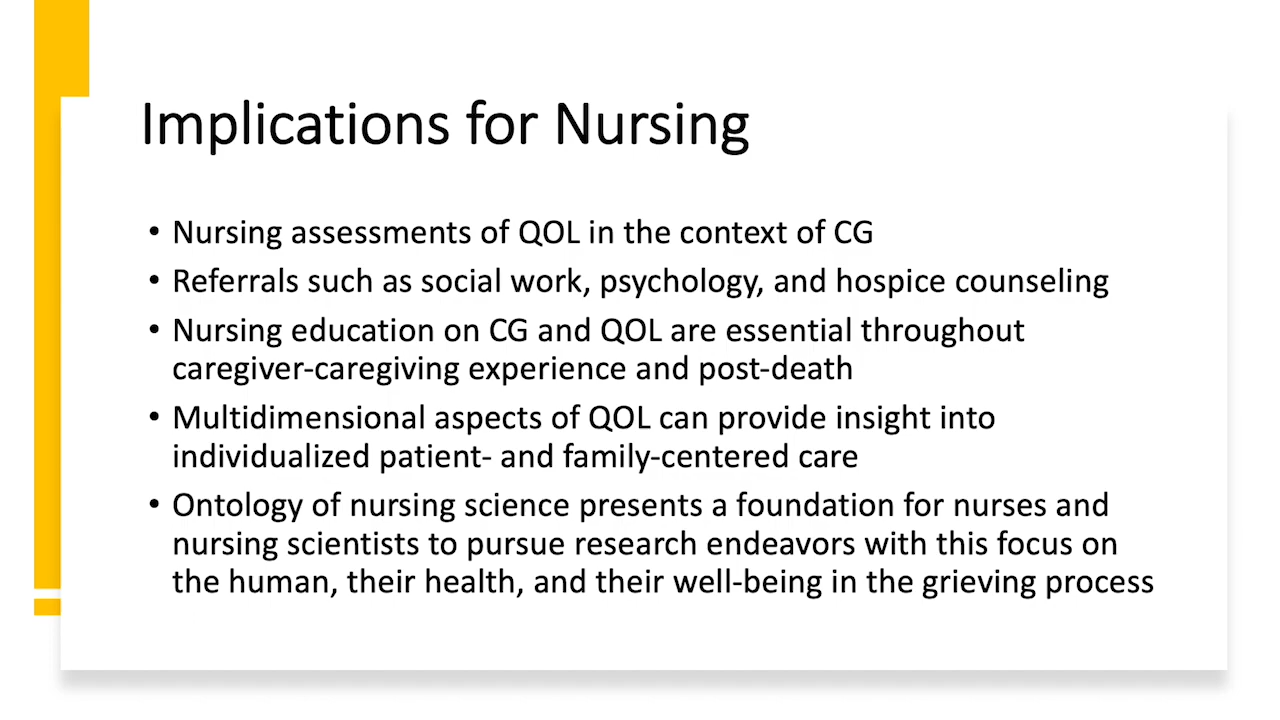 Implications for Nursing
• Nursing assessments of QOL in the context of CG
• Referrals such as social work, psychology, and hospice counseling
• Nursing education on CG and QOL are essential throughout
caregiver-caregiving experience and post-death
• Multidimensional aspects of QOL can provide insight into
individualized patient- and family-centered care
• Ontology of nursing science presents a foundation for nurses and
nursing scientists to pursue research endeavors with this focus on
the human, their health, and their well-being in the grieving process